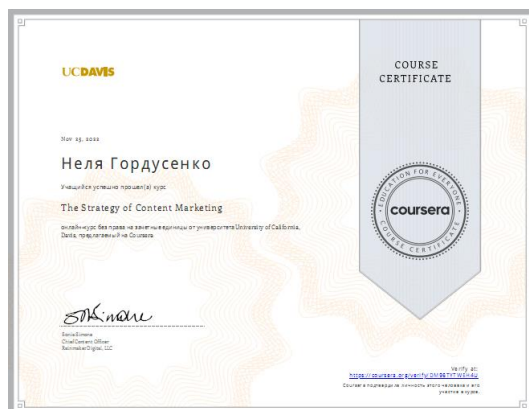 UCDAVIS
COURSE
CERTIFICATE
Nov 25, 2022
Неля Гордусенко
Учащийся успешно прошел(а) курс
The Strategy of Content Marketing
онлайн-курс без права на зачетные единицы от университета University of California,
Davis, предлагаемый на Coursera
EDUCATION FOR EVERYONE
coursera
COURSE CERTIFICATE
Sonia Simone
Chief Content Officer
Rainmaker Digital, LLC
Verify at:
Coursera подтвердила личность этого человека и его
участие в курсе.